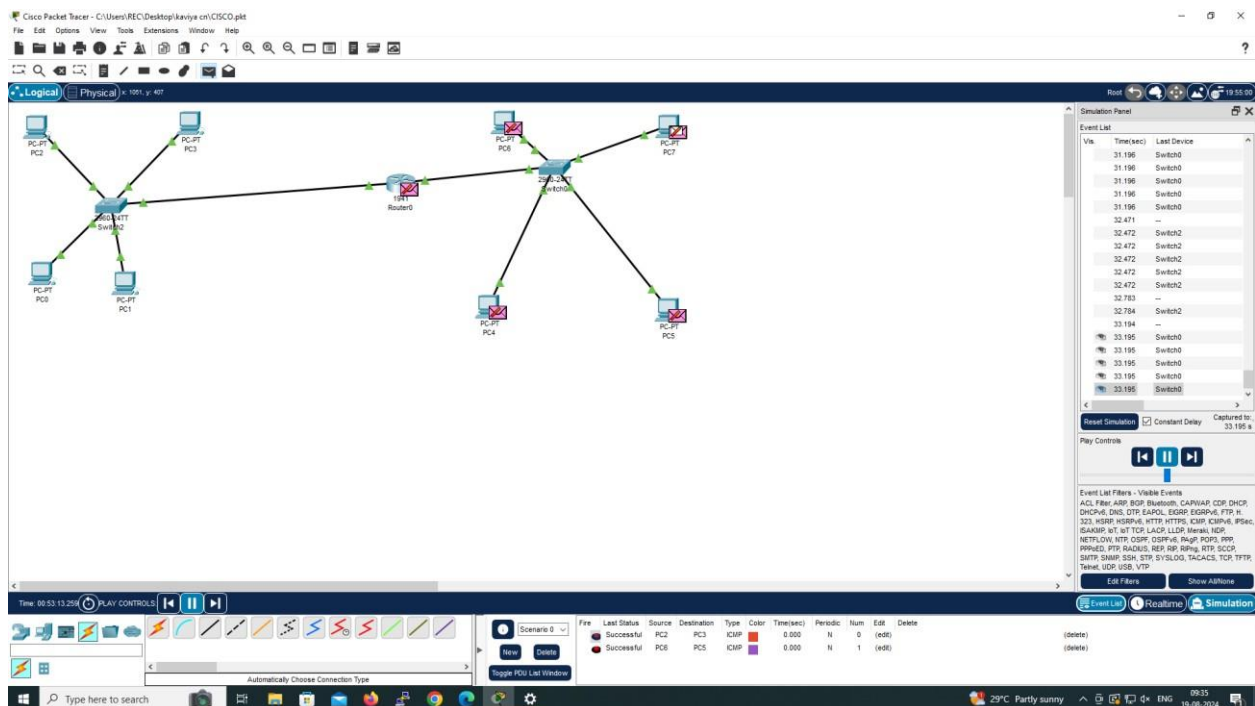 Cisco Packet Tracer - C:\Users\REC\Desktop\kaviya cn\CISCO.pkt
File Edit Options View Tools Extensions Window Help
?
Logical Physical x: 1051, y: 407 Root 19:55:00
PC-PT
PC2
PC-PT
PC3
2960-24TT
Switch2
PC-PT
PC0
PC-PT
PC1
1941
Router0
PC-PT
PC6
PC-PT
PC7
2960-24TT
Switch0
PC-PT
PC4
PC-PT
PC5
Simulation Panel
Event List
Vis. Time(sec) Last Device
31.196 Switch0
31.196 Switch0
31.196 Switch0
31.196 Switch0
31.196 Switch0
32.471 --
32.472 Switch2
32.472 Switch2
32.472 Switch2
32.472 Switch2
32.472 Switch2
32.783 --
32.784 Switch2
33.194 --
33.195 Switch0
33.195 Switch0
33.195 Switch0
33.195 Switch0
33.195 Switch0
Reset Simulation Constant Delay Captured to:
33.195 s
Play Controls
Event List Filters - Visible Events
ACL Filter, ARP, BGP, Bluetooth, CAPWAP, CDP, DHCP,
DHCPv6, DNS, DTP, EAPOL, EIGRP, EIGRPv6, FTP, H.
323, HSRP, HSRPv6, HTTP, HTTPS, ICMP, ICMPv6, IPSec,
ISAKMP, IoT, IoT TCP, LACP, LLDP, Meraki, NDP,
NETFLOW, NTP, OSPF, OSPFv6, PAgP, POP3, PPP,
PPPoED, PTP, RADIUS, REP, RIP, RIPng, RTP, SCCP,
SMTP, SNMP, SSH, STP, SYSLOG, TACACS, TCP, TFTP,
Telnet, UDP, USB, VTP
Edit Filters Show All/None
Time: 00:53:13.259 PLAY CONTROLS: Event List Realtime Simulation
Scenario 0
New Delete
Toggle PDU List Window
Fire Last Status Source Destination Type Color Time(sec) Periodic Num Edit Delete
Successful PC2 PC3 ICMP 0.000 N 0 (edit) (delete)
Successful PC6 PC5 ICMP 0.000 N 1 (edit) (delete)
Automatically Choose Connection Type
Type here to search 29°C Partly sunny ENG 09:35
19-08-2024